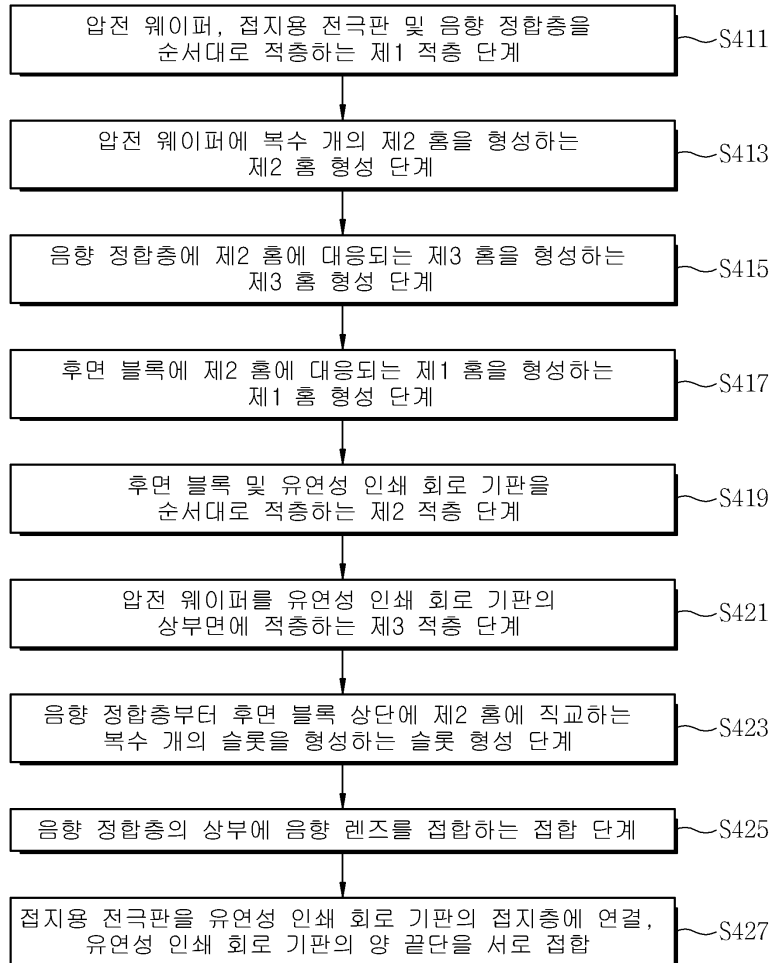 압전 웨이퍼, 접지용 전극판 및 음향 정합층을
순서대로 적층하는 제1 적층 단계
S411
압전 웨이퍼에 복수 개의 제2 홈을 형성하는
제2 홈 형성 단계
S413
음향 정합층에 제2 홈에 대응되는 제3 홈을 형성하는
제3 홈 형성 단계
S415
후면 블록에 제2 홈에 대응되는 제1 홈을 형성하는
제1 홈 형성 단계
S417
후면 블록 및 유연성 인쇄 회로 기판을
순서대로 적층하는 제2 적층 단계
S419
압전 웨이퍼를 유연성 인쇄 회로 기판의
상부면에 적층하는 제3 적층 단계
S421
음향 정합층부터 후면 블록 상단에 제2 홈에 직교하는
복수 개의 슬롯을 형성하는 슬롯 형성 단계
S423
음향 정합층의 상부에 음향 렌즈를 접합하는 접합 단계
S425
접지용 전극판을 유연성 인쇄 회로 기판의 접지층에 연결,
유연성 인쇄 회로 기판의 양 끝단을 서로 접합
S427